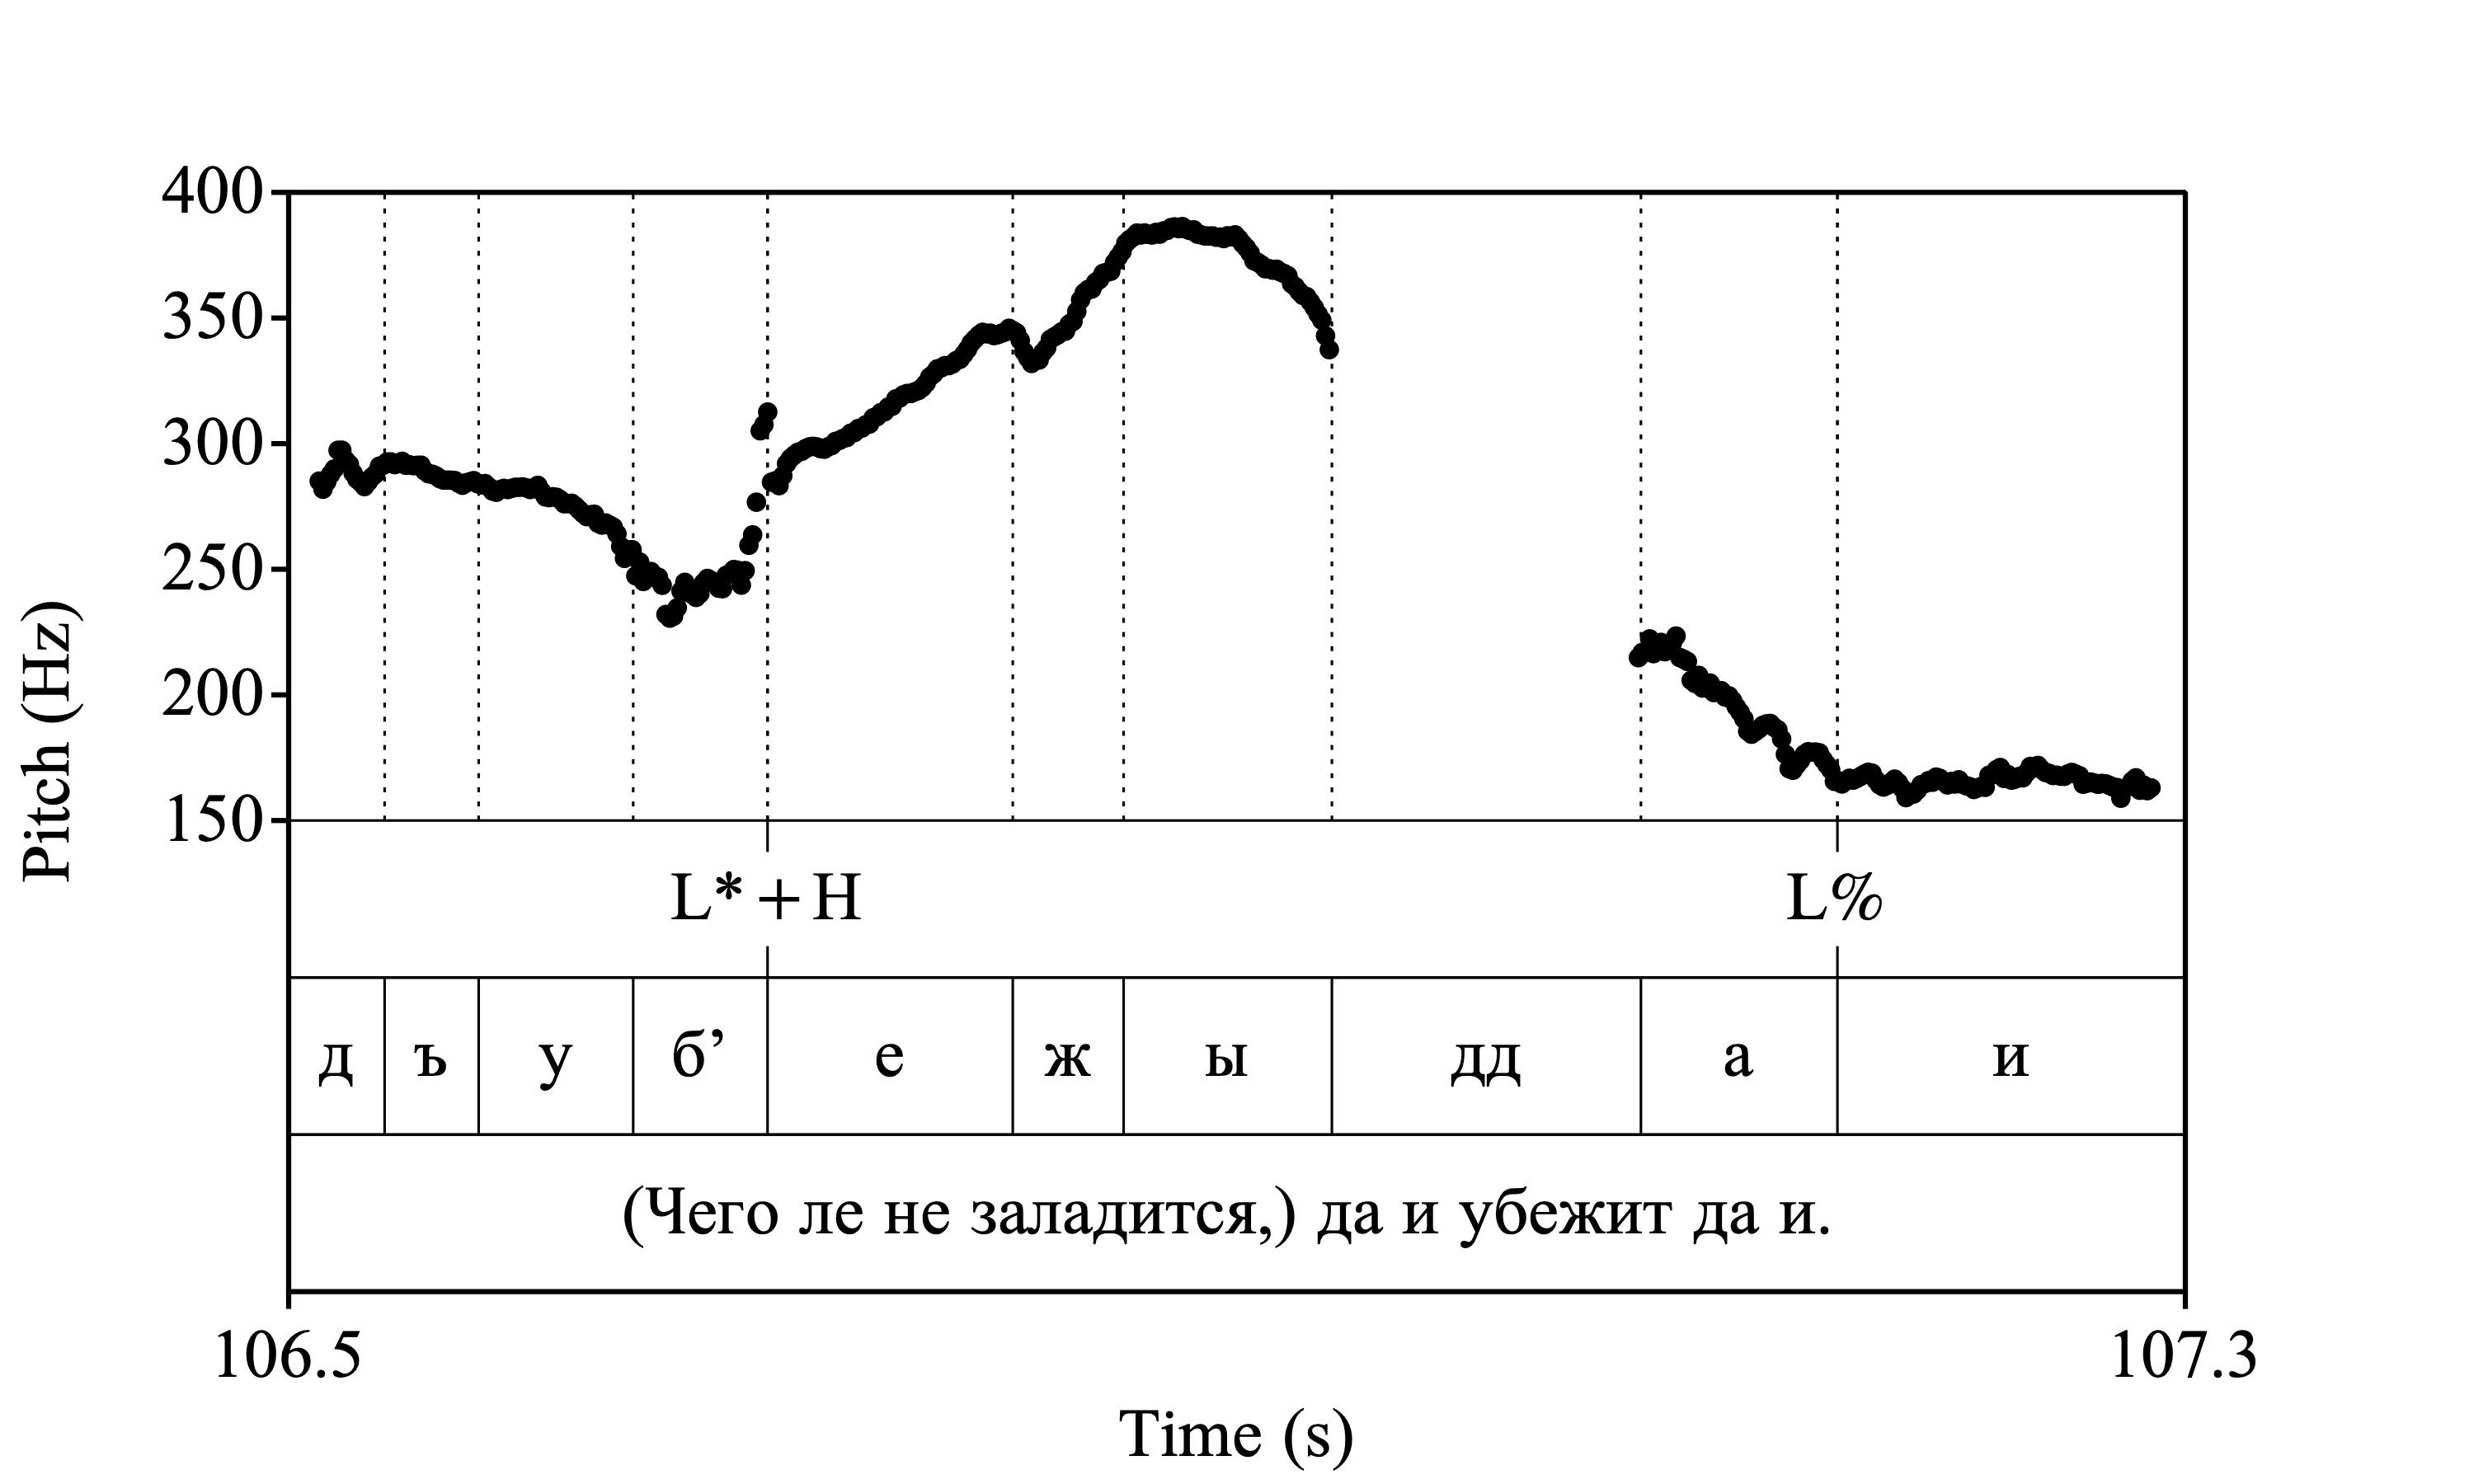 400
350
300
250
200
150
Pitch (Hz)
L*+H L%
д ъ у б’ е ж ы дд а и
(Чего ле не заладится,) да и убежит да и.
106.5 107.3
Time (s)